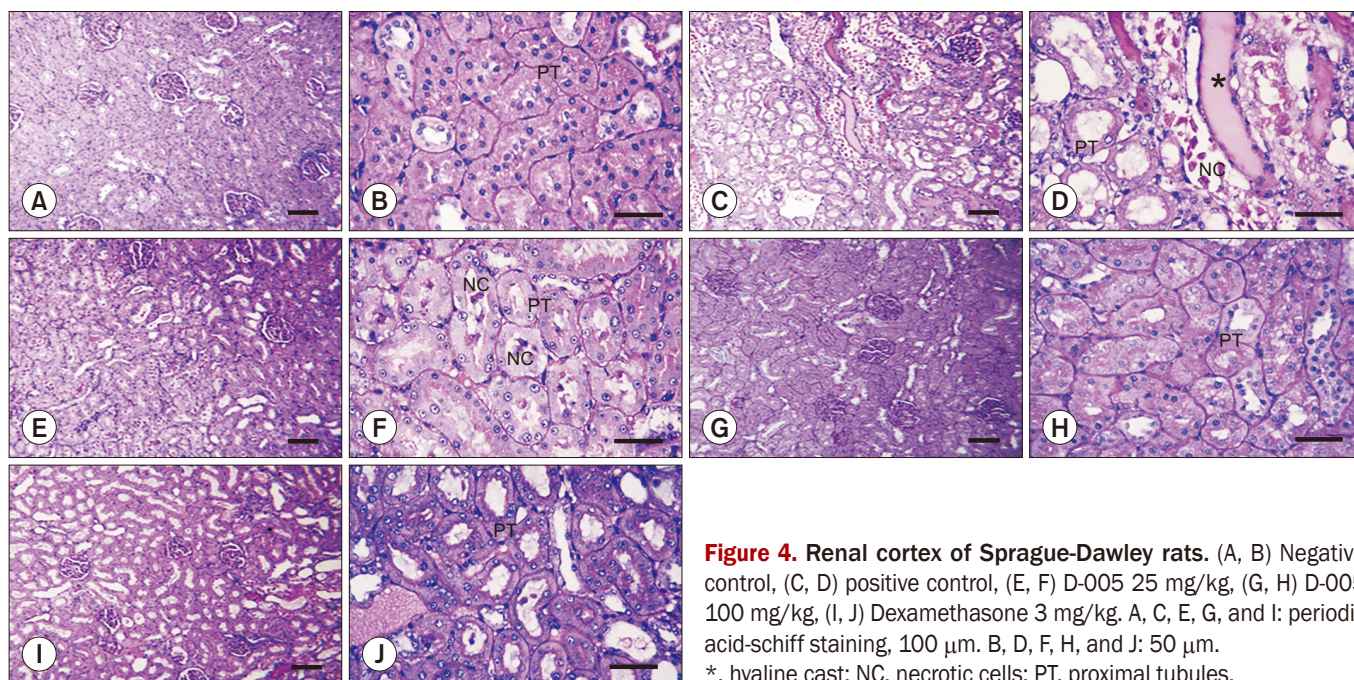 A
B
PT
C
D
PT
*
NC
E
F
NC
PT
NC
G
H
PT
I
J
PT
Figure 4. Renal cortex of Sprague-Dawley rats. (A, B) Negativ
control, (C, D) positive control, (E, F) D-005 25 mg/kg, (G, H) D-005
100 mg/kg, (I, J) Dexamethasone 3 mg/kg. A, C, E, G, and I: periodi
acid-schiff staining, 100 μm. B, D, F, H, and J: 50 μm.
*, hyaline cast; NC, necrotic cells; PT, proximal tubules.